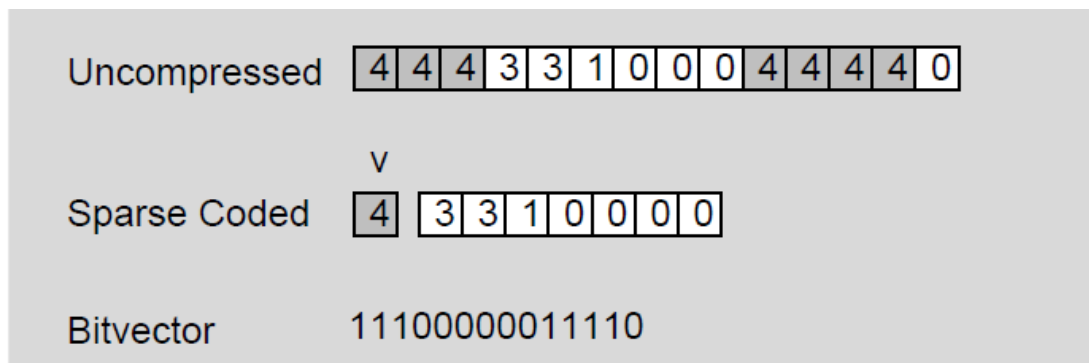 Uncompressed 4 4 4 3 3 1 0 0 0 4 4 4 4 0
v
Sparse Coded 4 3 3 1 0 0 0 0
Bitvector 11100000011110